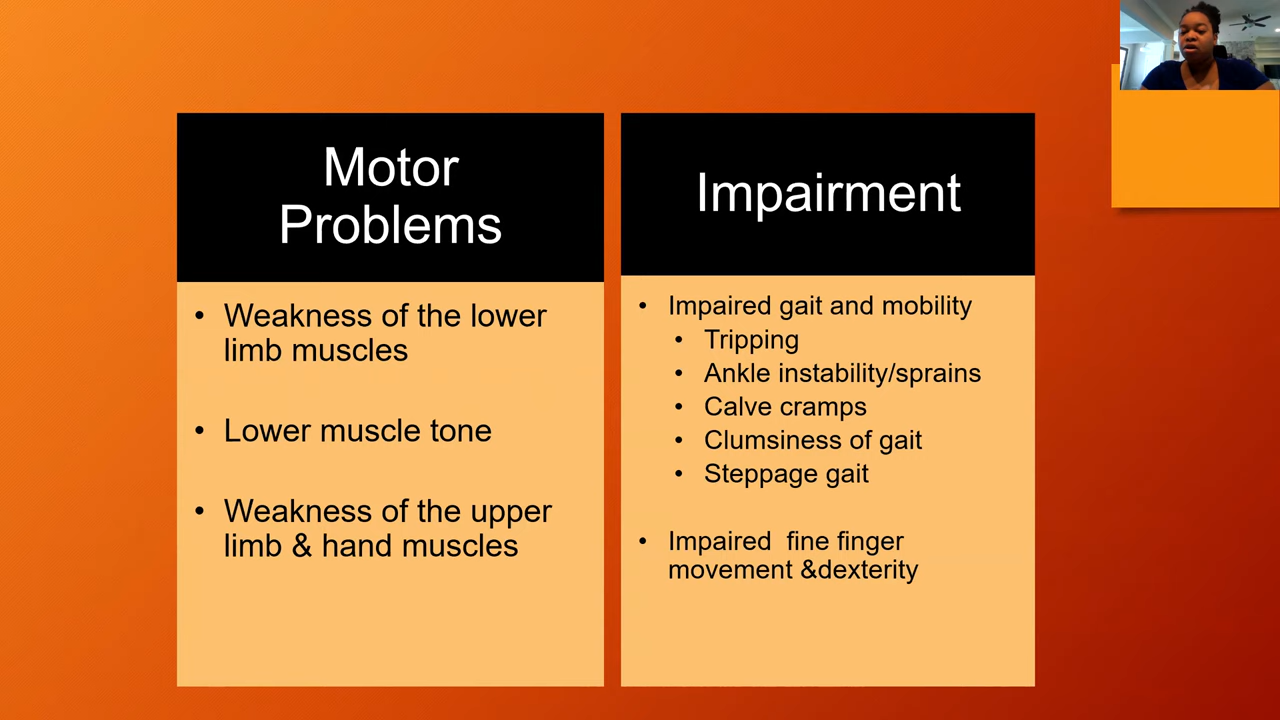 Motor
Problems
• Weakness of the lower
limb muscles
• Lower muscle tone
• Weakness of the upper
limb & hand muscles
Impairment
• Impaired gait and mobility
• Tripping
• Ankle instability/sprains
• Calve cramps
• Clumsiness of gait
• Steppage gait
• Impaired  fine finger
movement &dexterity